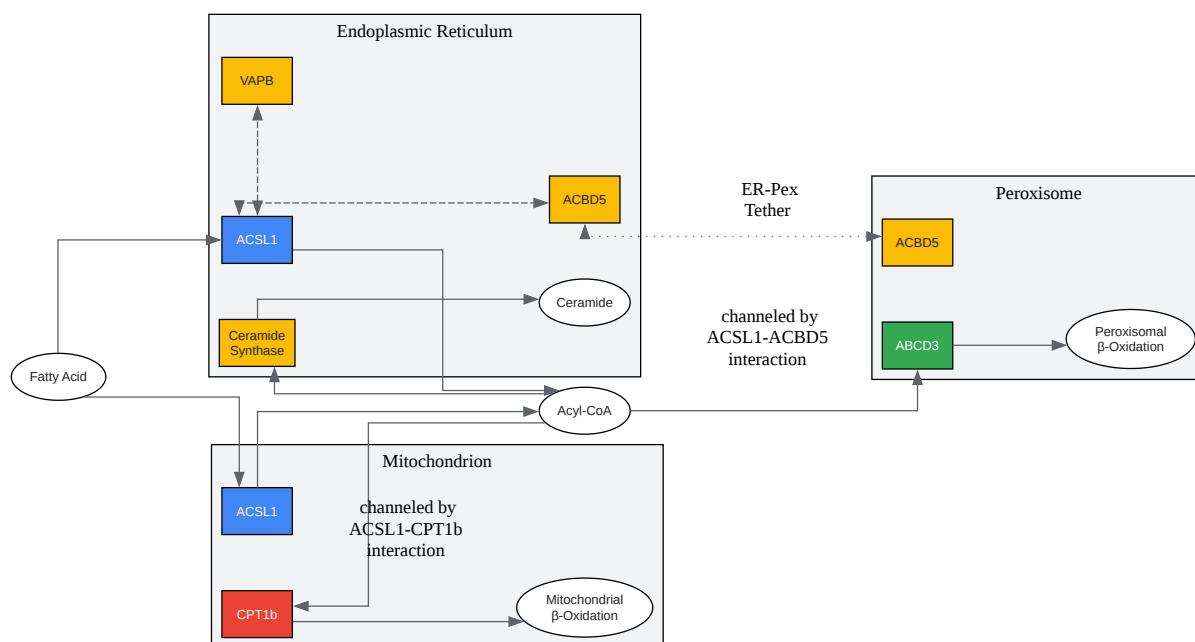 Endoplasmic Reticulum
VAPB
ACBD5
ACSL1
Ceramide
Ceramide
Synthase
ER-Pex
Tether
Peroxisome
ACBD5
channeled by
ACSL1-ACBD5
interaction
ABCD3
Peroxisomal
β-Oxidation
Fatty Acid
Acyl-CoA
Mitochondrion
ACSL1
channeled by
ACSL1-CPT1b
interaction
CPT1b
Mitochondrial
β-Oxidation